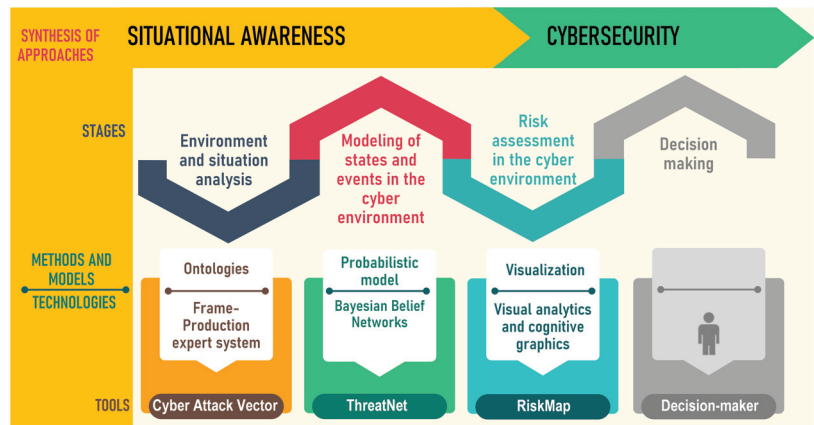 SYNTHESIS OF
APPROACHES
SITUATIONAL AWARENESS
CYBERSECURITY
STAGES
Environment
and situation
analysis
Modeling of
states and
events in the
cyber
environment
Risk
assessment
in the cyber
environment
Decision
making
METHODS AND
MODELS
TECHNOLOGIES
Ontologies
Frame-
Production
expert system
Probabilistic
model
Bayesian Belief
Networks
Visualization
Visual analytics
and cognitive
graphics
TOOLS
Cyber Attack Vector
ThreatNet
RiskMap
Decision-maker